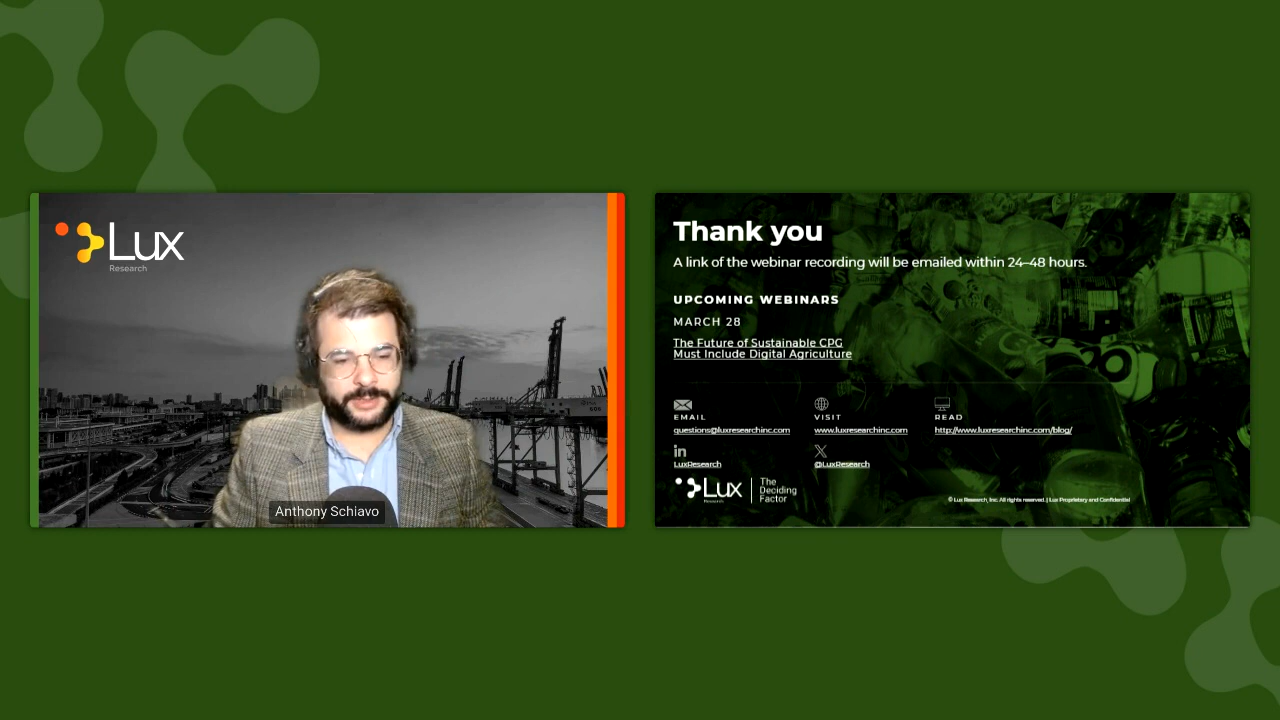 Lux
Research
Anthony Schiavo
Thank you
A link of the webinar recording will be emailed within 24–48 hours.
UPCOMING WEBINARS
MARCH 28
The Future of Sustainable CPG
Must Include Digital Agriculture
EMAIL
questions@luxresearchinc.com
VISIT
www.luxresearchinc.com
READ
http://www.luxresearchinc.com/blog/
LuxResearch
@LuxResearch
Lux
Research
The
Deciding
Factor
© Lux Research, Inc. All rights reserved. | Lux Proprietary and Confidential